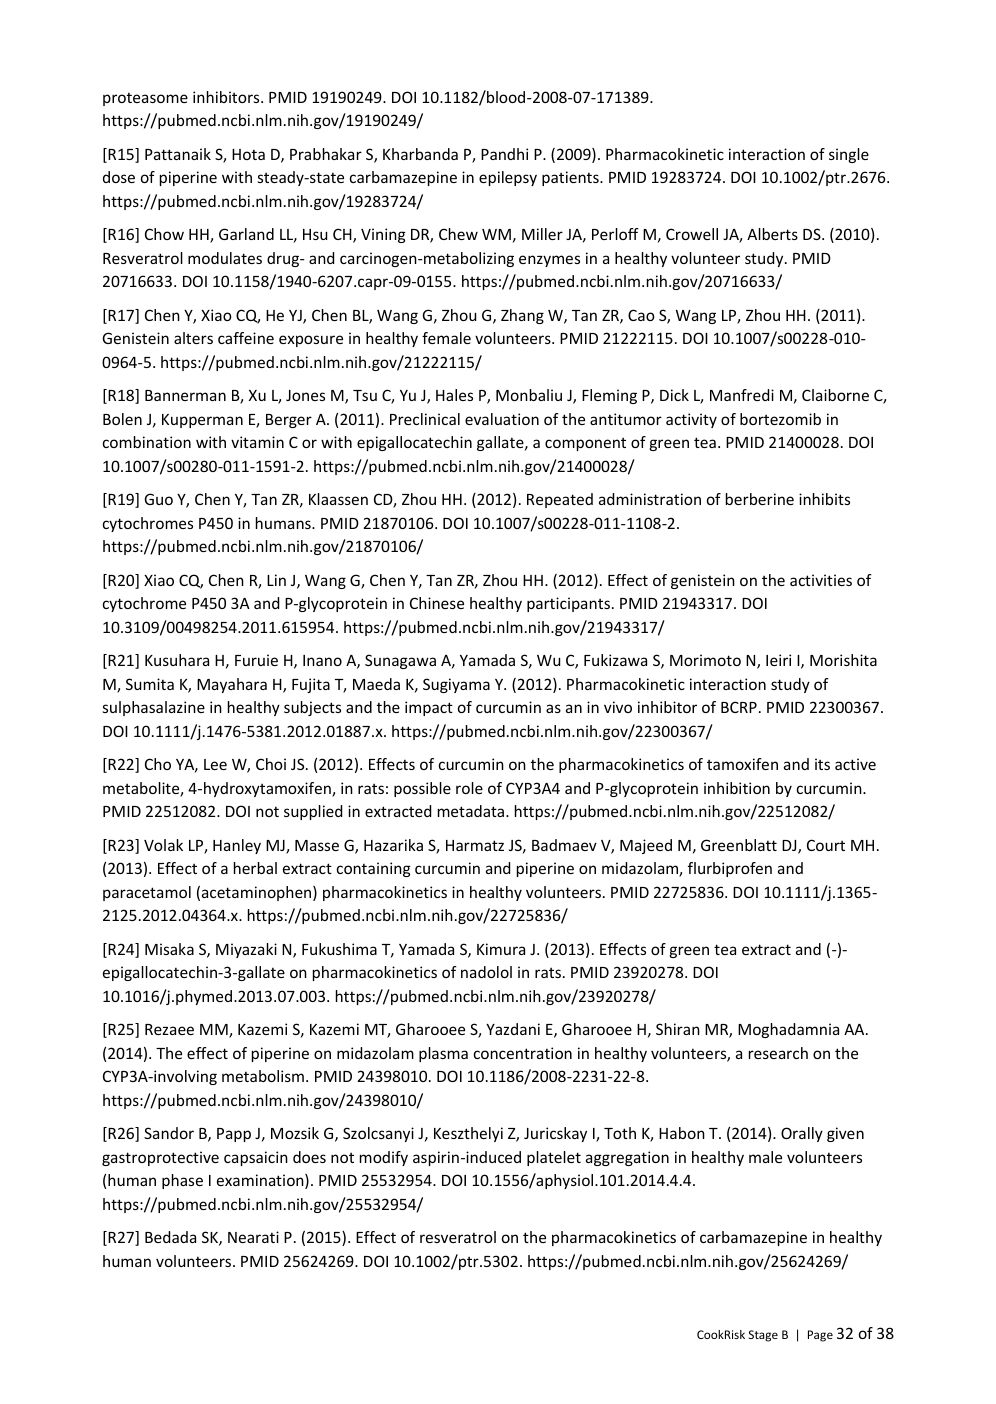 proteasome inhibitors. PMID 19190249. DOI 10.1182/blood-2008-07-171389.
https://pubmed.ncbi.nlm.nih.gov/19190249/
[R15] Pattanaik S, Hota D, Prabhakar S, Kharbanda P, Pandhi P. (2009). Pharmacokinetic interaction of single
dose of piperine with steady-state carbamazepine in epilepsy patients. PMID 19283724. DOI 10.1002/ptr.2676.
https://pubmed.ncbi.nlm.nih.gov/19283724/
[R16] Chow HH, Garland LL, Hsu CH, Vining DR, Chew WM, Miller JA, Perloff M, Crowell JA, Alberts DS. (2010).
Resveratrol modulates drug- and carcinogen-metabolizing enzymes in a healthy volunteer study. PMID
20716633. DOI 10.1158/1940-6207.capr-09-0155. https://pubmed.ncbi.nlm.nih.gov/20716633/
[R17] Chen Y, Xiao CQ, He YJ, Chen BL, Wang G, Zhou G, Zhang W, Tan ZR, Cao S, Wang LP, Zhou HH. (2011).
Genistein alters caffeine exposure in healthy female volunteers. PMID 21222115. DOI 10.1007/s00228-010-
0964-5. https://pubmed.ncbi.nlm.nih.gov/21222115/
[R18] Bannerman B, Xu L, Jones M, Tsu C, Yu J, Hales P, Monbaliu J, Fleming P, Dick L, Manfredi M, Claiborne C,
Bolen J, Kupperman E, Berger A. (2011). Preclinical evaluation of the antitumor activity of bortezomib in
combination with vitamin C or with epigallocatechin gallate, a component of green tea. PMID 21400028. DOI
10.1007/s00280-011-1591-2. https://pubmed.ncbi.nlm.nih.gov/21400028/
[R19] Guo Y, Chen Y, Tan ZR, Klaassen CD, Zhou HH. (2012). Repeated administration of berberine inhibits
cytochromes P450 in humans. PMID 21870106. DOI 10.1007/s00228-011-1108-2.
https://pubmed.ncbi.nlm.nih.gov/21870106/
[R20] Xiao CQ, Chen R, Lin J, Wang G, Chen Y, Tan ZR, Zhou HH. (2012). Effect of genistein on the activities of
cytochrome P450 3A and P-glycoprotein in Chinese healthy participants. PMID 21943317. DOI
10.3109/00498254.2011.615954. https://pubmed.ncbi.nlm.nih.gov/21943317/
[R21] Kusuhara H, Furuie H, Inano A, Sunagawa A, Yamada S, Wu C, Fukizawa S, Morimoto N, Ieiri I, Morishita
M, Sumita K, Mayahara H, Fujita T, Maeda K, Sugiyama Y. (2012). Pharmacokinetic interaction study of
sulphasalazine in healthy subjects and the impact of curcumin as an in vivo inhibitor of BCRP. PMID 22300367.
DOI 10.1111/j.1476-5381.2012.01887.x. https://pubmed.ncbi.nlm.nih.gov/22300367/
[R22] Cho YA, Lee W, Choi JS. (2012). Effects of curcumin on the pharmacokinetics of tamoxifen and its active
metabolite, 4-hydroxytamoxifen, in rats: possible role of CYP3A4 and P-glycoprotein inhibition by curcumin.
PMID 22512082. DOI not supplied in extracted metadata. https://pubmed.ncbi.nlm.nih.gov/22512082/
[R23] Volak LP, Hanley MJ, Masse G, Hazarika S, Harmatz JS, Badmaev V, Majeed M, Greenblatt DJ, Court MH.
(2013). Effect of a herbal extract containing curcumin and piperine on midazolam, flurbiprofen and
paracetamol (acetaminophen) pharmacokinetics in healthy volunteers. PMID 22725836. DOI 10.1111/j.1365-
2125.2012.04364.x. https://pubmed.ncbi.nlm.nih.gov/22725836/
[R24] Misaka S, Miyazaki N, Fukushima T, Yamada S, Kimura J. (2013). Effects of green tea extract and (-)-
epigallocatechin-3-gallate on pharmacokinetics of nadolol in rats. PMID 23920278. DOI
10.1016/j.phymed.2013.07.003. https://pubmed.ncbi.nlm.nih.gov/23920278/
[R25] Rezaee MM, Kazemi S, Kazemi MT, Gharooee S, Yazdani E, Gharooee H, Shiran MR, Moghadamnia AA.
(2014). The effect of piperine on midazolam plasma concentration in healthy volunteers, a research on the
CYP3A-involving metabolism. PMID 24398010. DOI 10.1186/2008-2231-22-8.
https://pubmed.ncbi.nlm.nih.gov/24398010/
[R26] Sandor B, Papp J, Mozsik G, Szolcsanyi J, Keszthelyi Z, Juricskay I, Toth K, Habon T. (2014). Orally given
gastroprotective capsaicin does not modify aspirin-induced platelet aggregation in healthy male volunteers
(human phase I examination). PMID 25532954. DOI 10.1556/aphysiol.101.2014.4.4.
https://pubmed.ncbi.nlm.nih.gov/25532954/
[R27] Bedada SK, Nearati P. (2015). Effect of resveratrol on the pharmacokinetics of carbamazepine in healthy
human volunteers. PMID 25624269. DOI 10.1002/ptr.5302. https://pubmed.ncbi.nlm.nih.gov/25624269/
CookRisk Stage B | Page 32 of 38